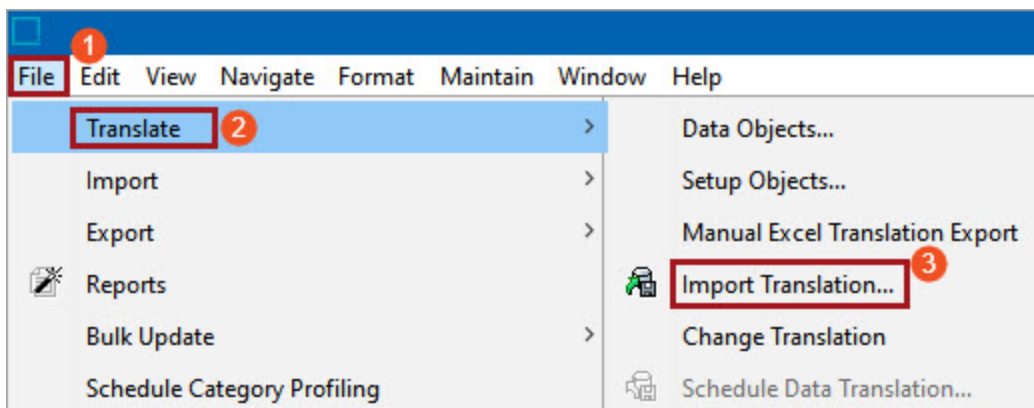 1
File Edit View Navigate Format Maintain Window Help
Translate 2 Data Objects...
Import Setup Objects...
Export Manual Excel Translation Export
Reports Import Translation... 3
Bulk Update Change Translation
Schedule Category Profiling Schedule Data Translation...